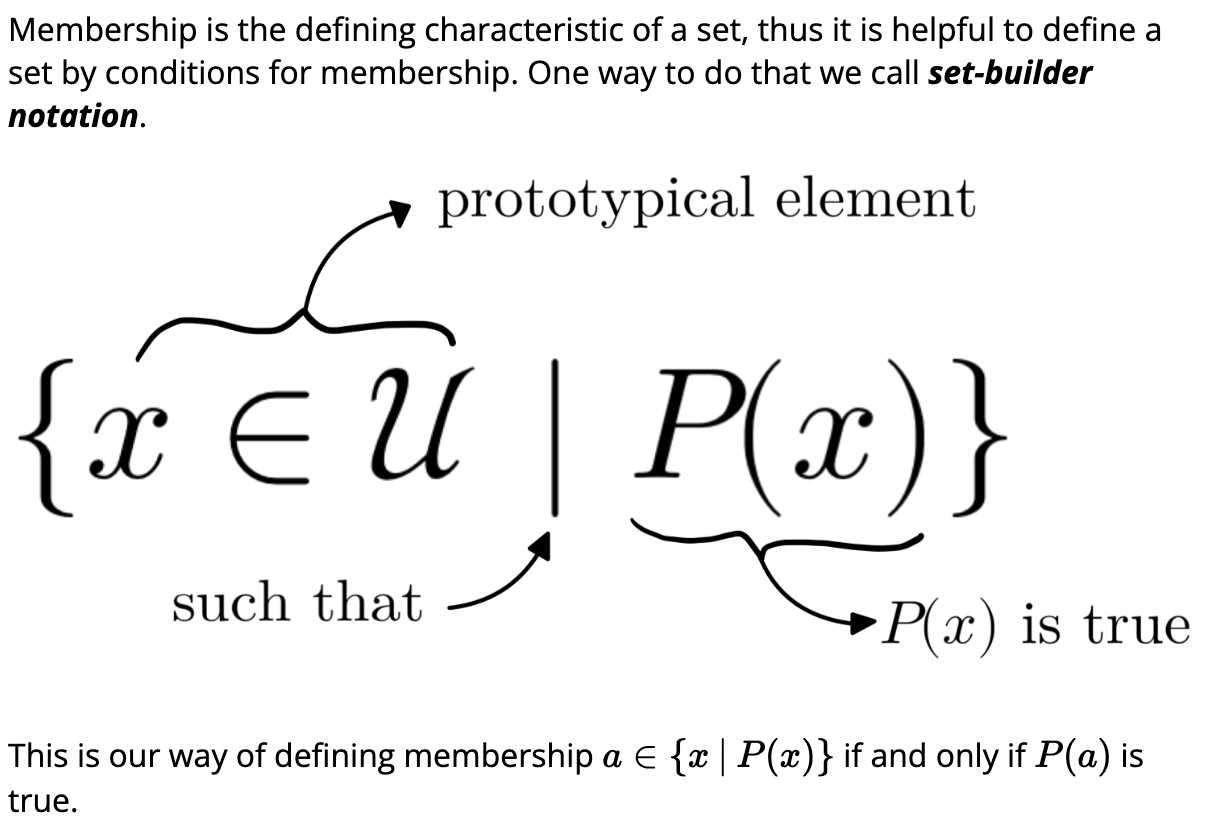 Membership is the defining characteristic of a set, thus it is helpful to define a
set by conditions for membership. One way to do that we call set-builder
notation.
prototypical element
{x ∈ 𝒰 | P(x)}
such that
P(x) is true
This is our way of defining membership a ∈ {x | P(x)} if and only if P(a) is
true.